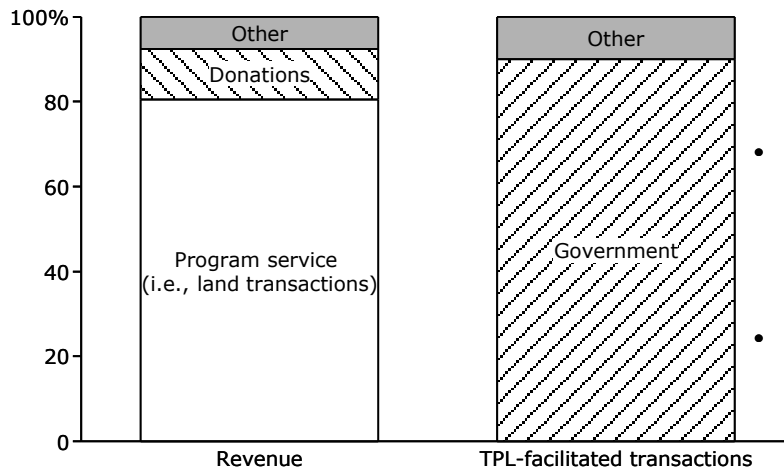 100%
80
60
40
20
0
Other
Donations
Program service
(i.e., land transactions)
Revenue
Other
Government
TPL-facilitated transactions
•
•